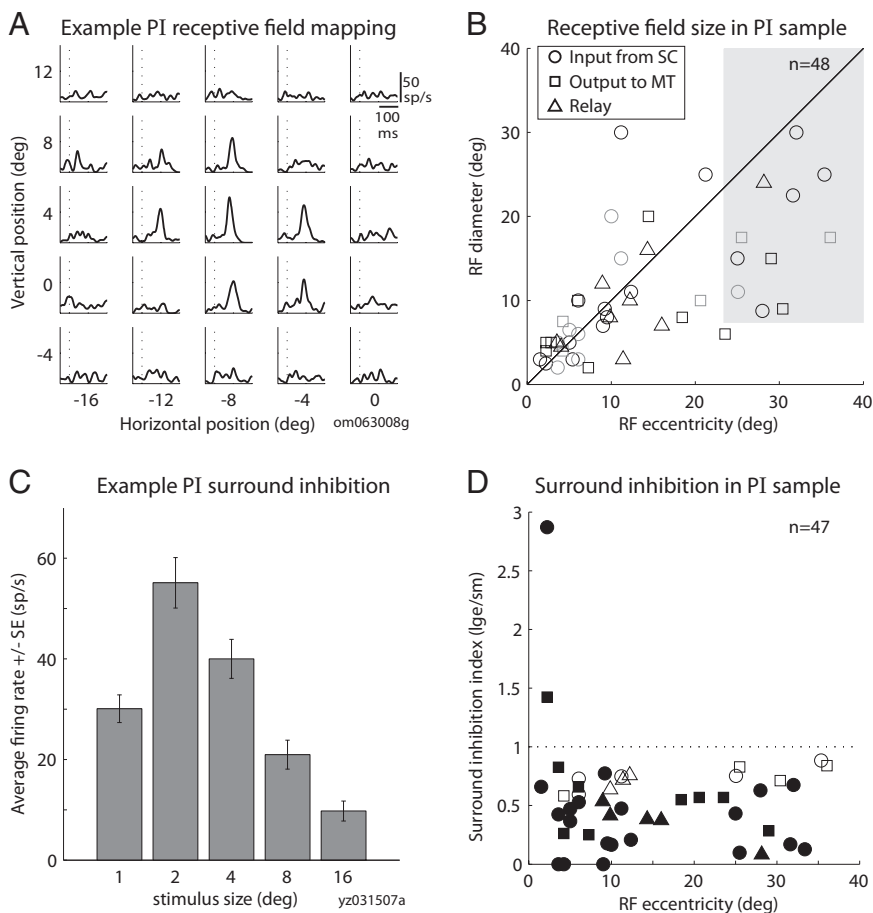 A
Example PI receptive field mapping
12
8
4
0
-4
Vertical position (deg)
50
sp/s
100
ms
-16
-12
-8
-4
0
Horizontal position (deg)
om063008g
B
Receptive field size in PI sample
Input from SC
Output to MT
Relay
n=48
40
30
20
10
0
RF diameter (deg)
0
10
20
30
40
RF eccentricity (deg)
C
Example PI surround inhibition
60
40
20
0
Average firing rate +/- SE (sp/s)
1
2
4
8
16
stimulus size (deg)
yz031507a
D
Surround inhibition in PI sample
n=47
3
2.5
2
1.5
1
0.5
0
Surround inhibition index (lge/sm)
0
10
20
30
40
RF eccentricity (deg)